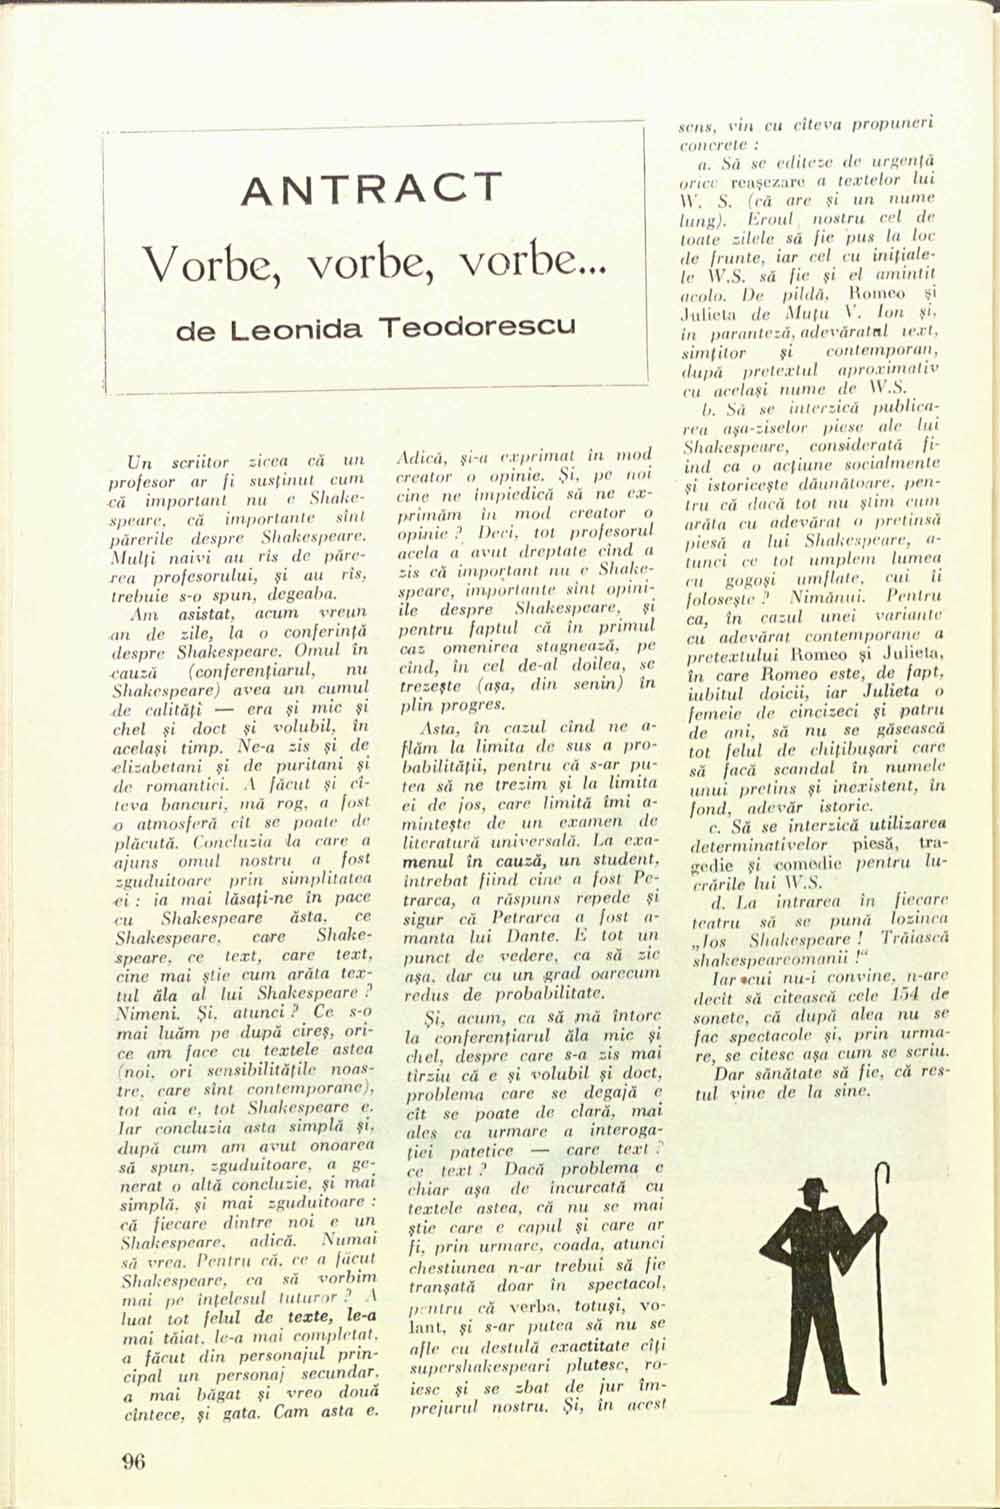 ANTRACT
Vorbe, vorbe, vorbe...
de Leonida Teodorescu
Un scriitor zicea că un
profesor ar fi susținut cum
că important nu e Shake-
speare, că importante sînt
părerile despre Shakespeare.
Mulți naivi au rîs de păre-
rea profesorului, și au rîs,
trebuie s-o spun, degeaba.
Am asistat, acum vreun
an de zile, la o conferință
despre Shakespeare. Omul în
cauză (conferențiarul, nu
Shakespeare) avea un cumul
de calități — era și mic și
chel și doct și volubil, în
același timp. Ne-a zis și de
elizabetani și de puritani și
de romantici. A făcut și cî-
teva bancuri, mă rog, a fost
o atmosferă cît se poate de
plăcută. Concluzia la care a
ajuns omul nostru a fost
zguduitoare prin simplitatea
ei : ia mai lăsați-ne în pace
cu Shakespeare ăsta, ce
Shakespeare, care Shake-
speare, ce text, care text,
cine mai știe cum arăta tex-
tul ăla al lui Shakespeare ?
Nimeni. Și, atunci ? Ce s-o
mai luăm pe după cireș, ori-
ce am face cu textele astea
(noi, ori sensibilitățile noas-
tre, care sînt contemporane),
tot aia e, tot Shakespeare e.
Iar concluzia asta simplă și,
după cum am avut onoarea
să spun, zguduitoare, a ge-
nerat o altă concluzie, și mai
simplă, și mai zguduitoare :
că fiecare dintre noi e un
Shakespeare, adică. Numai
să vrea. Pentru că, ce a făcut
Shakespeare, ca să vorbim
mai pe înțelesul tuturor ? A
luat tot felul de texte, le-a
mai tăiat, le-a mai completat,
a făcut din personajul prin-
cipal un personaj secundar,
a mai băgat și vreo două
cîntece, și gata. Cam asta e.
Adică, și-a exprimat în mod
creator o opinie. Și, pe noi
cine ne împiedică să ne ex-
primăm în mod creator o
opinie ? Deci, tot profesorul
acela a avut dreptate cînd a
zis că important nu e Shake-
speare, importante sînt opini-
ile despre Shakespeare, și
pentru faptul că în primul
caz omenirea stagnează, pe
cînd, în cel de-al doilea, se
trezește (așa, din senin) în
plin progres.
Asta, în cazul cînd ne a-
flăm la limita de sus a pro-
babilității, pentru că s-ar pu-
tea să ne trezim și la limita
ei de jos, care limită îmi a-
mintește de un examen de
literatură universală. La exa-
menul în cauză, un student,
întrebat fiind cine a fost Pe-
trarca, a răspuns repede și
sigur că Petrarca a fost a-
manta lui Dante. E tot un
punct de vedere, ca să zic
așa, dar cu un grad oarecum
redus de probabilitate.
Și, acum, ca să mă întorc
la conferențiarul ăla mic și
chel, despre care s-a zis mai
tîrziu că e și volubil și doct,
problema care se degajă e
cît se poate de clară, mai
ales ca urmare a interoga-
ției patetice — care text ?
ce text ? Dacă problema e
chiar așa de încurcată cu
textele astea, că nu se mai
știe care e capul și care ar
fi, prin urmare, coada, atunci
chestiunea n-ar trebui să fie
tranșată doar în spectacol,
pentru că verba, totuși, vo-
lant, și s-ar putea să nu se
afle cu destulă exactitate cîți
supershakespeari plutesc, ro-
iesc și se zbat de jur îm-
prejurul nostru. Și, în acest
sens, vin cu cîteva propuneri
concrete :
a. Să se editeze de urgență
orice reașezare a textelor lui
W. S. (că are și un nume
lung). Eroul nostru cel de
toate zilele să fie pus la loc
de frunte, iar cel cu inițiale-
le W.S. să fie și el amintit
acolo. De pildă, Romeo și
Julieta de Muțu V. Ion și,
în paranteză, adevăratul text,
simțitor și contemporan,
după pretextul aproximativ
cu același nume de W.S.
b. Să se interzică publica-
rea așa-ziselor piese ale lui
Shakespeare, considerată fi-
ind ca o acțiune socialmente
și istoricește dăunătoare, pen-
tru că dacă tot nu știm cum
arăta cu adevărat o pretinsă
piesă a lui Shakespeare, a-
tunci ce tot umplem lumea
cu gogoși umflate, cui îi
folosește ? Nimănui. Pentru
ca, în cazul unei variante
cu adevărat contemporane a
pretextului Romeo și Julieta,
în care Romeo este, de fapt,
iubitul doicii, iar Julieta o
femeie de cincizeci și patru
de ani, să nu se găsească
tot felul de chițibușari care
să facă scandal în numele
unui pretins și inexistent, în
fond, adevăr istoric.
c. Să se interzică utilizarea
determinativelor piesă, tra-
gedie și comedie pentru lu-
crările lui W.S.
d. La intrarea în fiecare
teatru să se pună lozinca
„Jos Shakespeare ! Trăiască
shakespeareomanii !“
Iar cui nu-i convine, n-are
decît să citească cele 154 de
sonete, că după alea nu se
fac spectacole și, prin urma-
re, se citesc așa cum se scriu.
Dar sănătate să fie, că res-
tul vine de la sine.
96